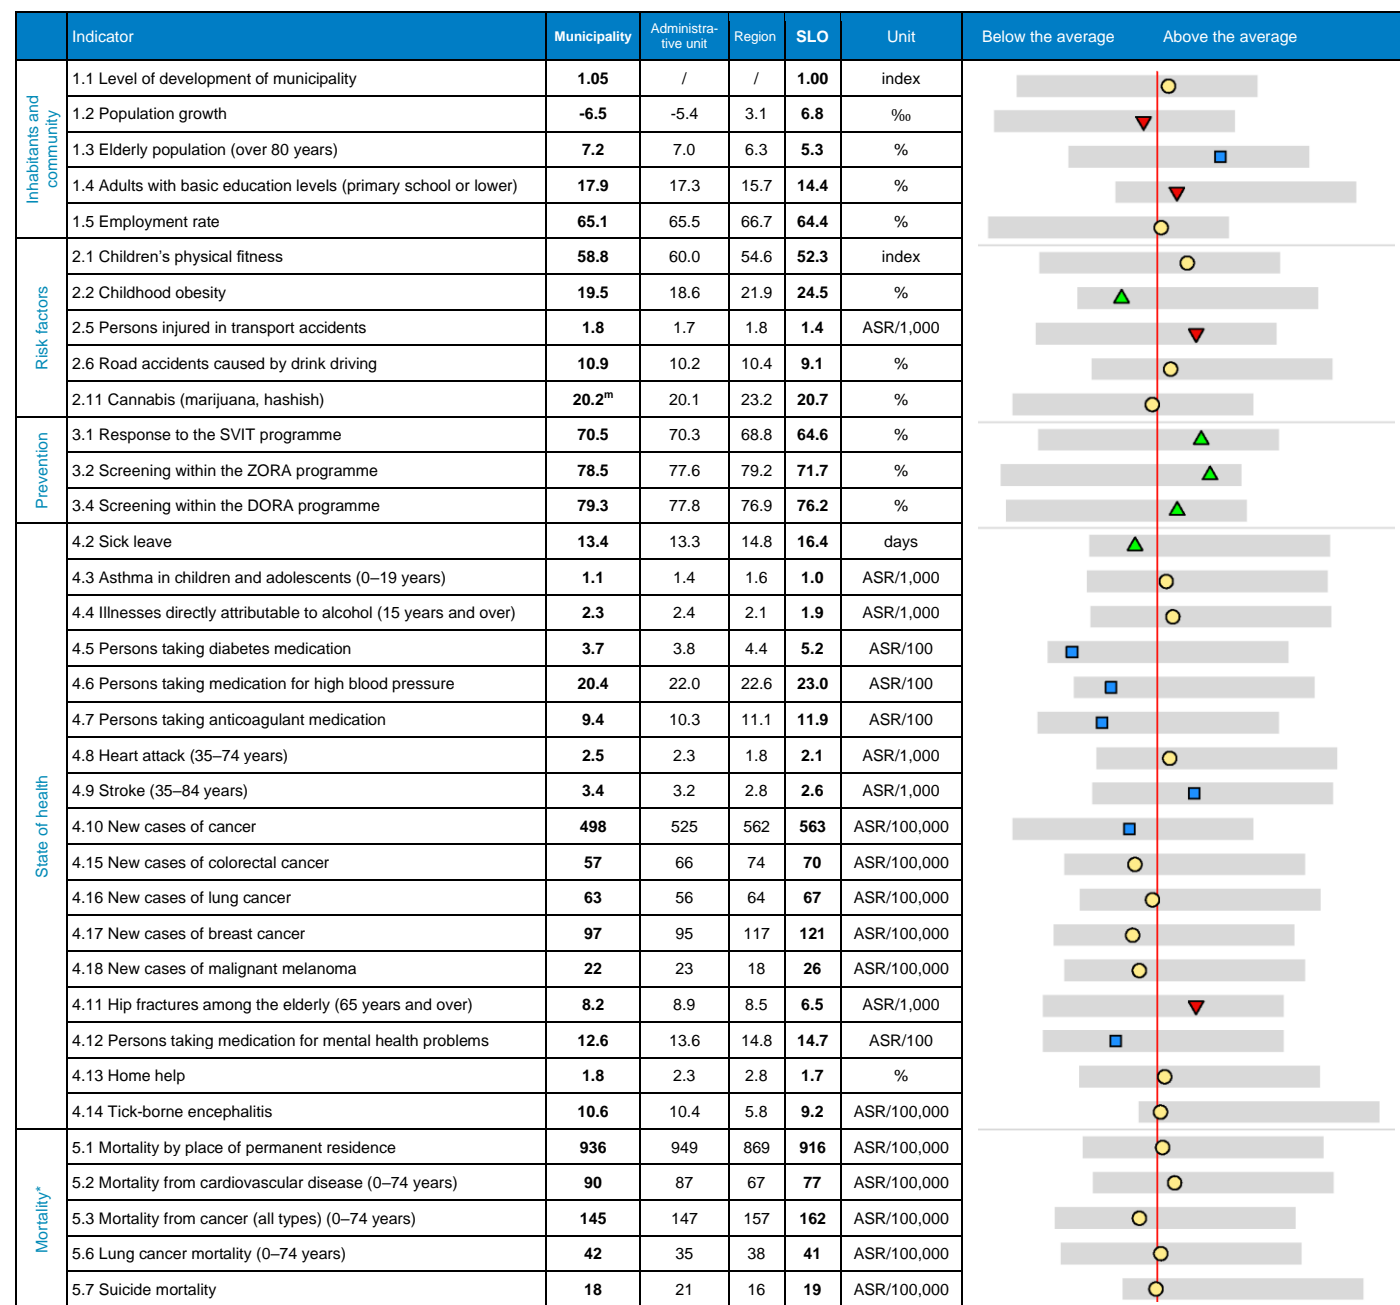 Indicator Municipality Administra- Region SLO Unit Below the average Above the average
tive unit
Inhabitants and
community
1.1 Level of development of municipality 1.05 / / 1.00 index
1.2 Population growth -6.5 -5.4 3.1 6.8 ‰
1.3 Elderly population (over 80 years) 7.2 7.0 6.3 5.3 %
1.4 Adults with basic education levels (primary school or lower) 17.9 17.3 15.7 14.4 %
1.5 Employment rate 65.1 65.5 66.7 64.4 %
Risk factors
2.1 Children's physical fitness 58.8 60.0 54.6 52.3 index
2.2 Childhood obesity 19.5 18.6 21.9 24.5 %
2.5 Persons injured in transport accidents 1.8 1.7 1.8 1.4 ASR/1,000
2.6 Road accidents caused by drink driving 10.9 10.2 10.4 9.1 %
2.11 Cannabis (marijuana, hashish) 20.2m 20.1 23.2 20.7 %
Prevention
3.1 Response to the SVIT programme 70.5 70.3 68.8 64.6 %
3.2 Screening within the ZORA programme 78.5 77.6 79.2 71.7 %
3.4 Screening within the DORA programme 79.3 77.8 76.9 76.2 %
State of health
4.2 Sick leave 13.4 13.3 14.8 16.4 days
4.3 Asthma in children and adolescents (0–19 years) 1.1 1.4 1.6 1.0 ASR/1,000
4.4 Illnesses directly attributable to alcohol (15 years and over) 2.3 2.4 2.1 1.9 ASR/1,000
4.5 Persons taking diabetes medication 3.7 3.8 4.4 5.2 ASR/100
4.6 Persons taking medication for high blood pressure 20.4 22.0 22.6 23.0 ASR/100
4.7 Persons taking anticoagulant medication 9.4 10.3 11.1 11.9 ASR/100
4.8 Heart attack (35–74 years) 2.5 2.3 1.8 2.1 ASR/1,000
4.9 Stroke (35–84 years) 3.4 3.2 2.8 2.6 ASR/1,000
4.10 New cases of cancer 498 525 562 563 ASR/100,000
4.15 New cases of colorectal cancer 57 66 74 70 ASR/100,000
4.16 New cases of lung cancer 63 56 64 67 ASR/100,000
4.17 New cases of breast cancer 97 95 117 121 ASR/100,000
4.18 New cases of malignant melanoma 22 23 18 26 ASR/100,000
4.11 Hip fractures among the elderly (65 years and over) 8.2 8.9 8.5 6.5 ASR/1,000
4.12 Persons taking medication for mental health problems 12.6 13.6 14.8 14.7 ASR/100
4.13 Home help 1.8 2.3 2.8 1.7 %
4.14 Tick-borne encephalitis 10.6 10.4 5.8 9.2 ASR/100,000
Mortality*
5.1 Mortality by place of permanent residence 936 949 869 916 ASR/100,000
5.2 Mortality from cardiovascular disease (0–74 years) 90 87 67 77 ASR/100,000
5.3 Mortality from cancer (all types) (0–74 years) 145 147 157 162 ASR/100,000
5.6 Lung cancer mortality (0–74 years) 42 35 38 41 ASR/100,000
5.7 Suicide mortality 18 21 16 19 ASR/100,000